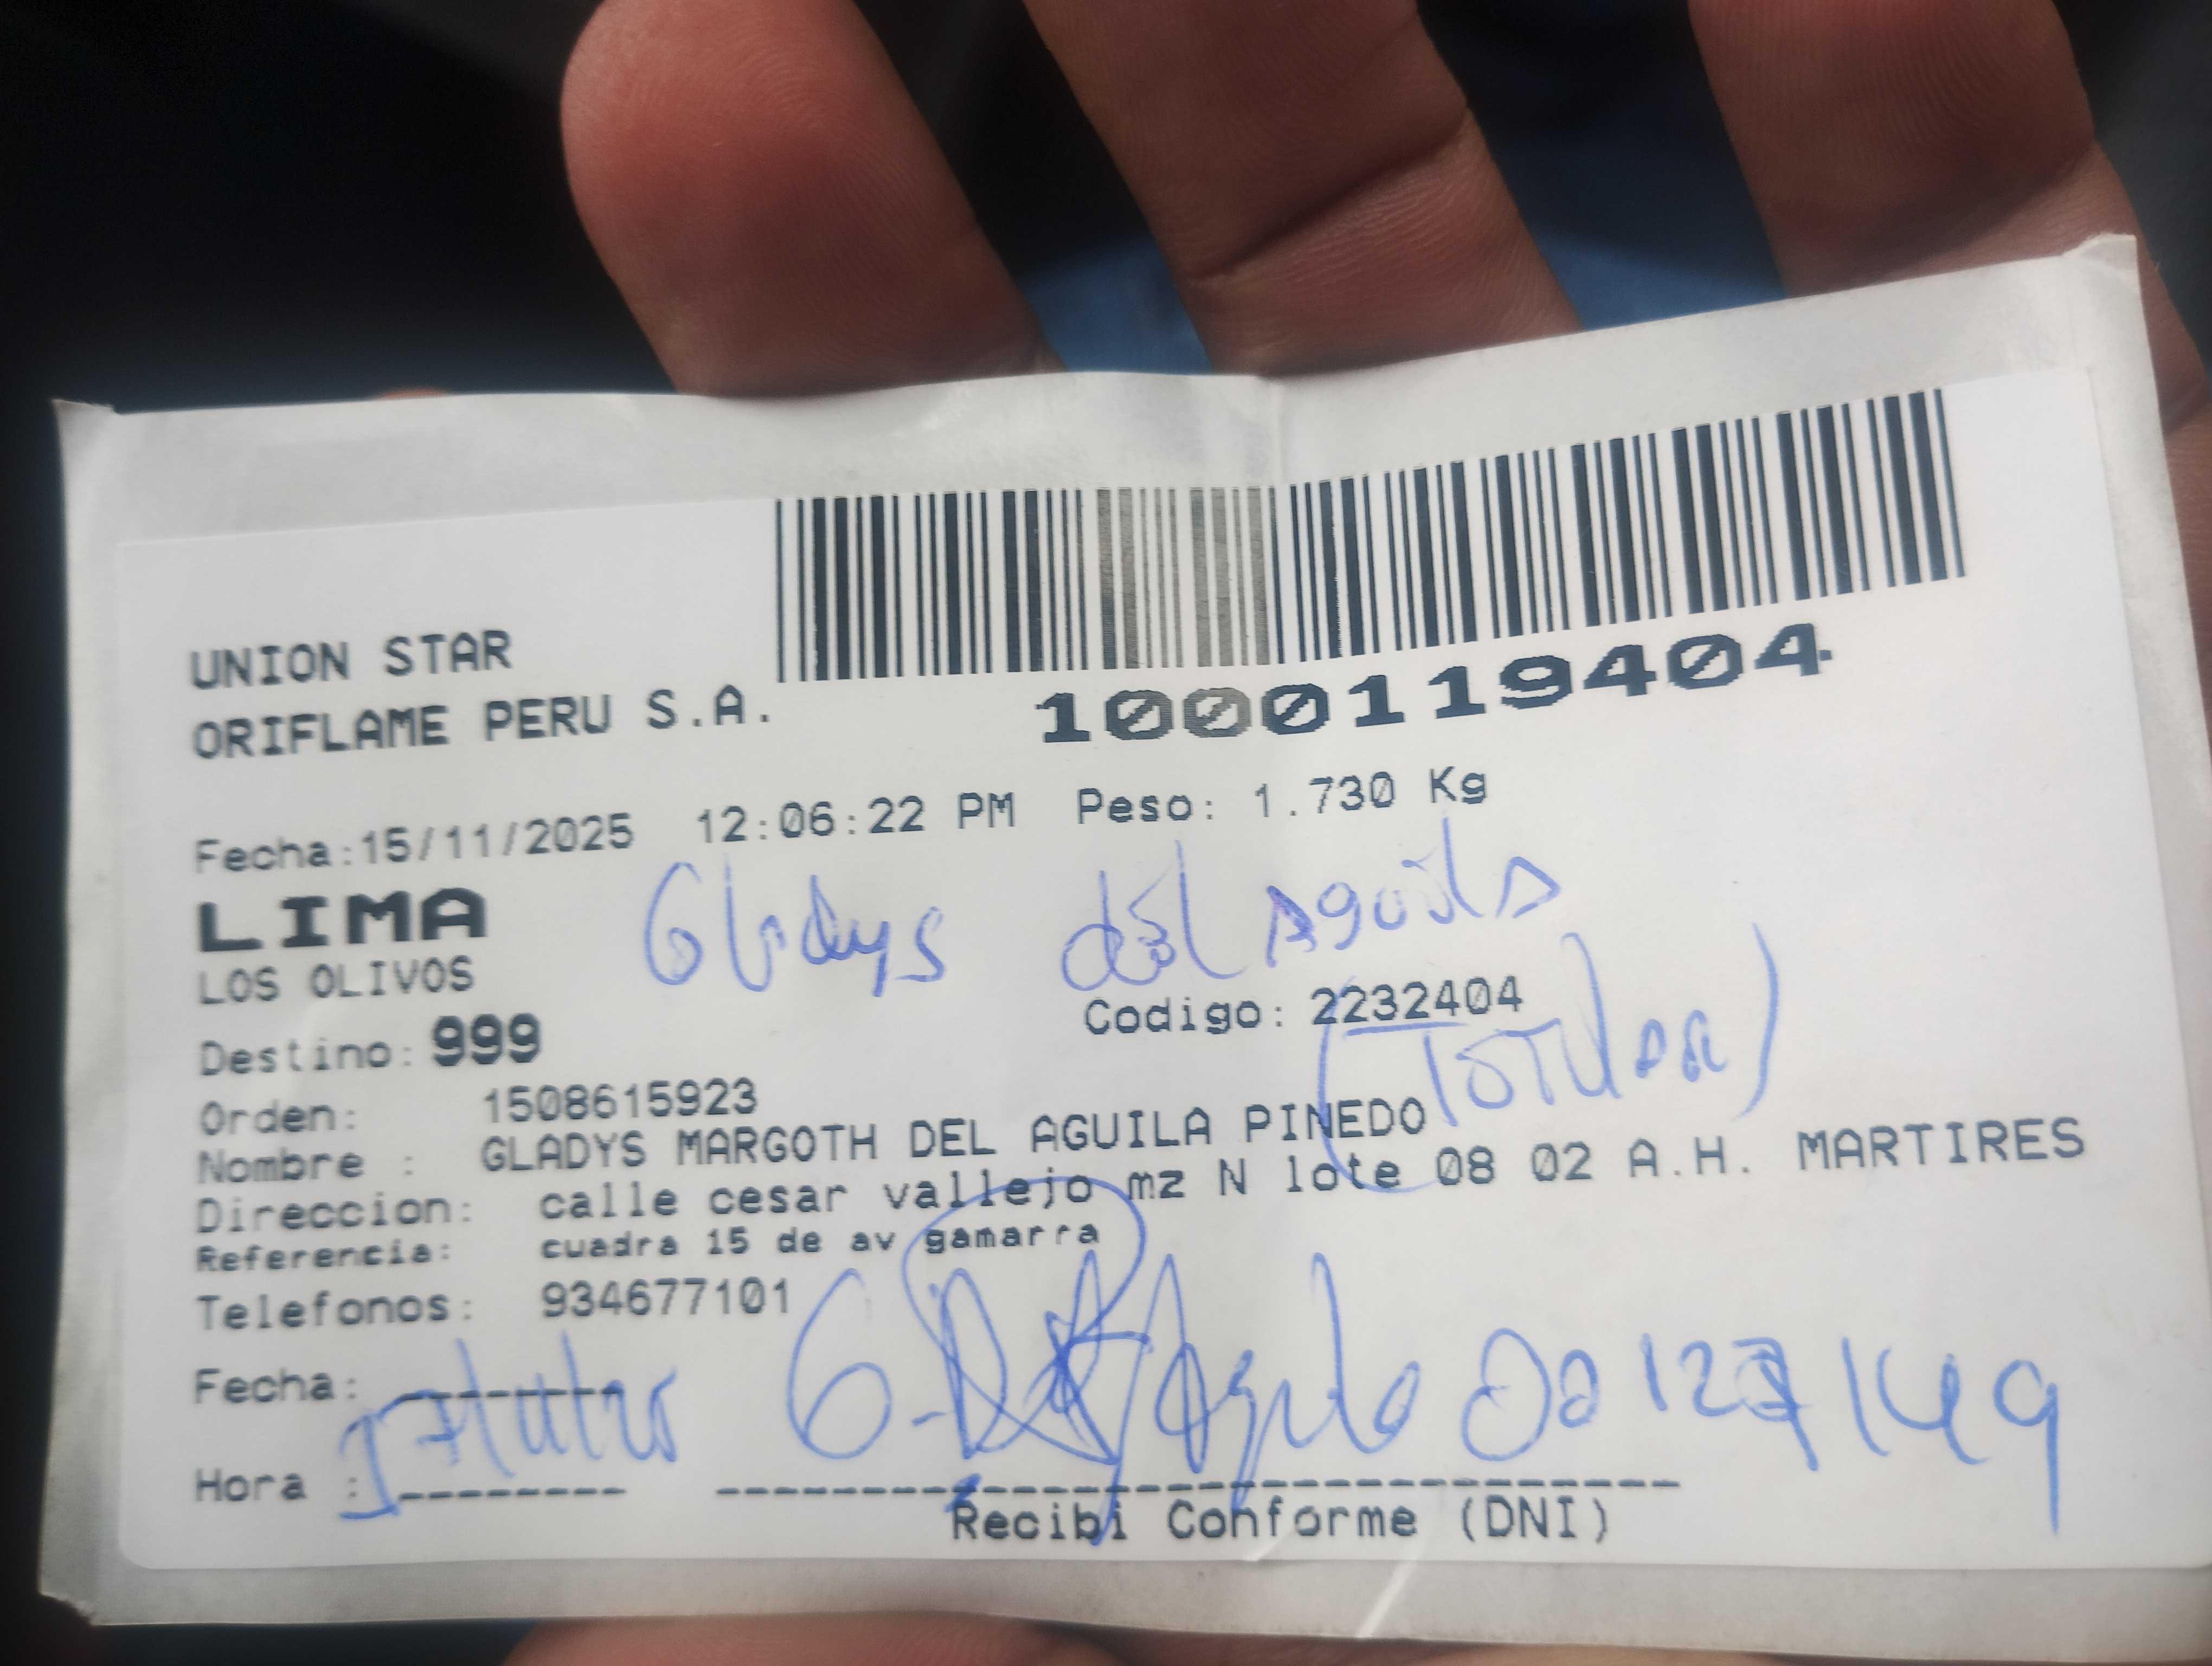 UNION STAR
ORIFLAME PERU S.A.
1000119404
Fecha:15/11/2025 12:06:22 PM Peso: 1.730 Kg
LIMA
Gladys del Aguila
LOS OLIVOS
Codigo: 2232404
Destino: 999
(Titular)
Orden: 1508615923
Nombre : GLADYS MARGOTH DEL AGUILA PINEDO
Direccion: calle cesar vallejo mz N lote 08 02 A.H. MARTIRES
Referencia: cuadra 15 de av gamarra
Telefonos: 934677101
Fecha:
Hora :
Recibi Conforme (DNI)